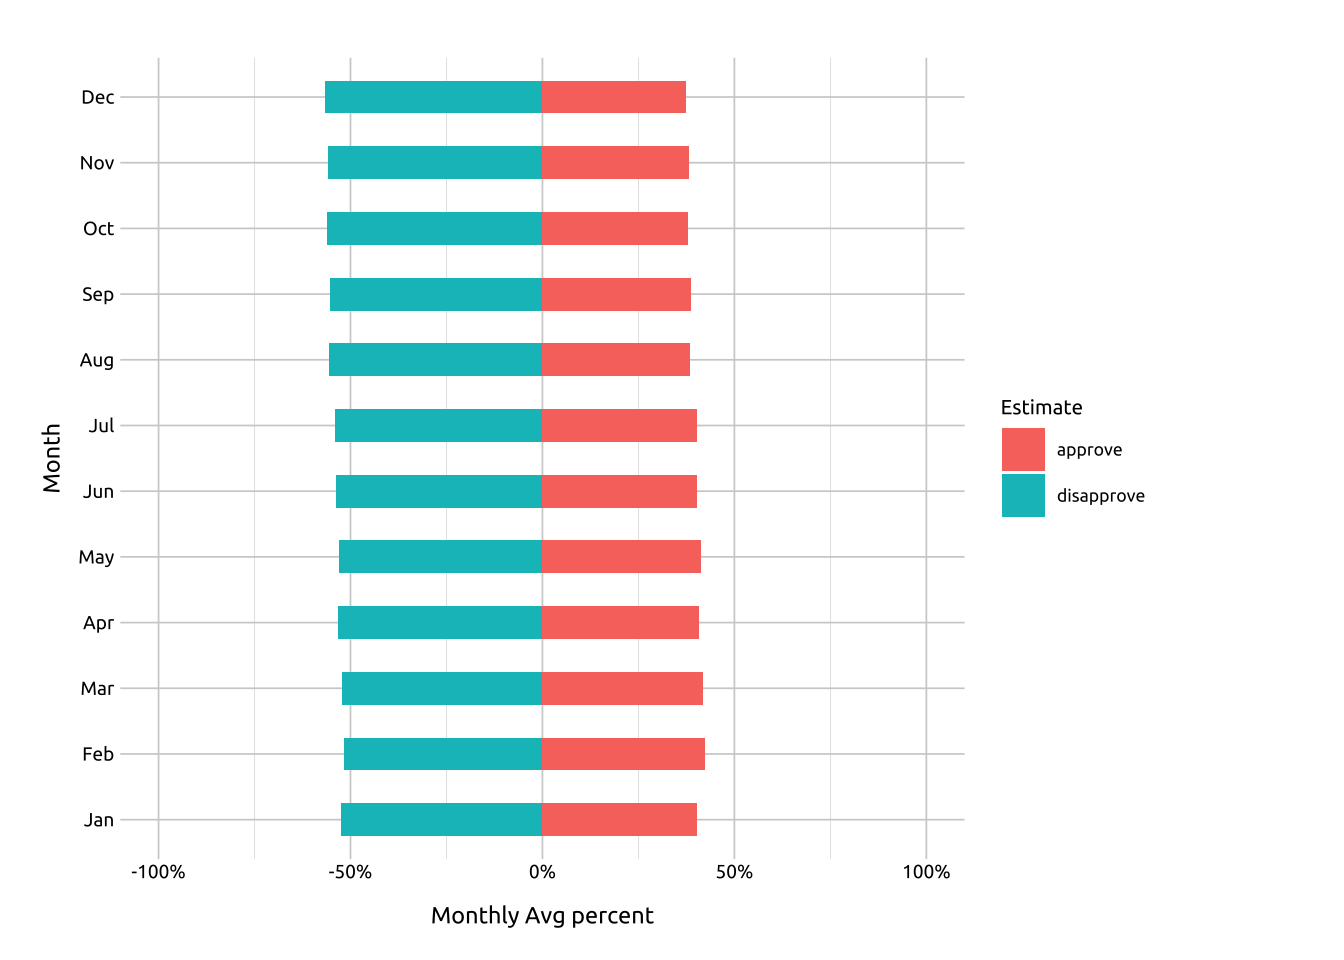 Dec
Nov
Oct
Sep
Aug
Jul
Jun
May
Apr
Mar
Feb
Jan
Month
-100% -50% 0% 50% 100%
Monthly Avg percent
Estimate
approve
disapprove